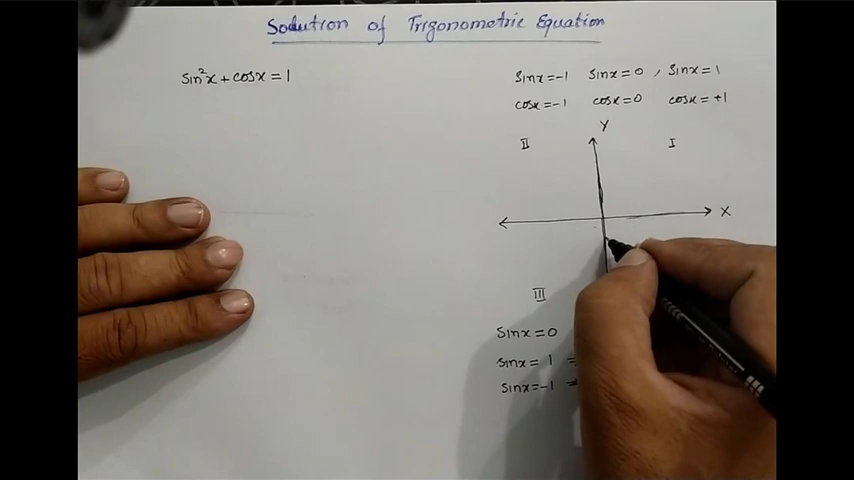 Solution of Trigonometric Equation
sin²x + cosx = 1
sinx = -1 sinx = 0 , sinx = 1
cosx = -1 cosx = 0 cosx = +1
Y
II I
X
III
sinx = 0
sinx = 1 =
sinx = -1 =